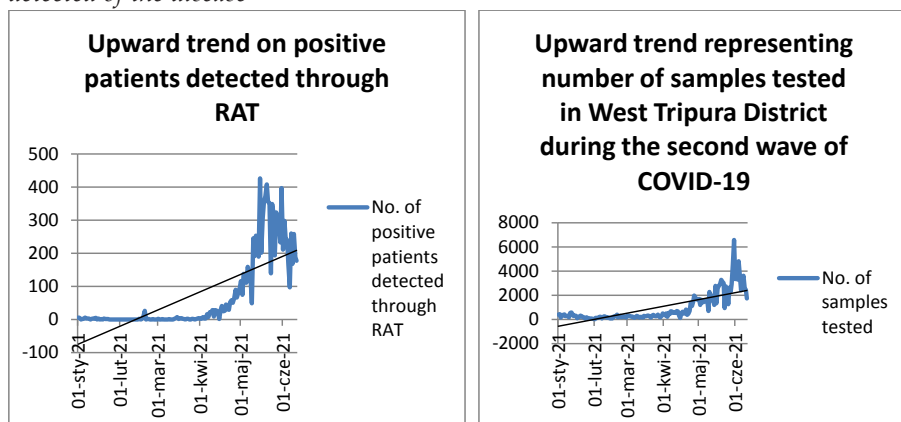 detected of the disease
Upward trend on positive
patients detected through
RAT
500
400
300
200
100
0
-100
01-sty-21
01-lut-21
01-mar-21
01-kwi-21
01-maj-21
01-cze-21
No. of
positive
patients
detected
through
RAT
Upward trend representing
number of samples tested
in West Tripura District
during the second wave of
COVID-19
8000
6000
4000
2000
0
-2000
01-sty-21
01-lut-21
01-mar-21
01-kwi-21
01-maj-21
01-cze-21
No. of
samples
tested